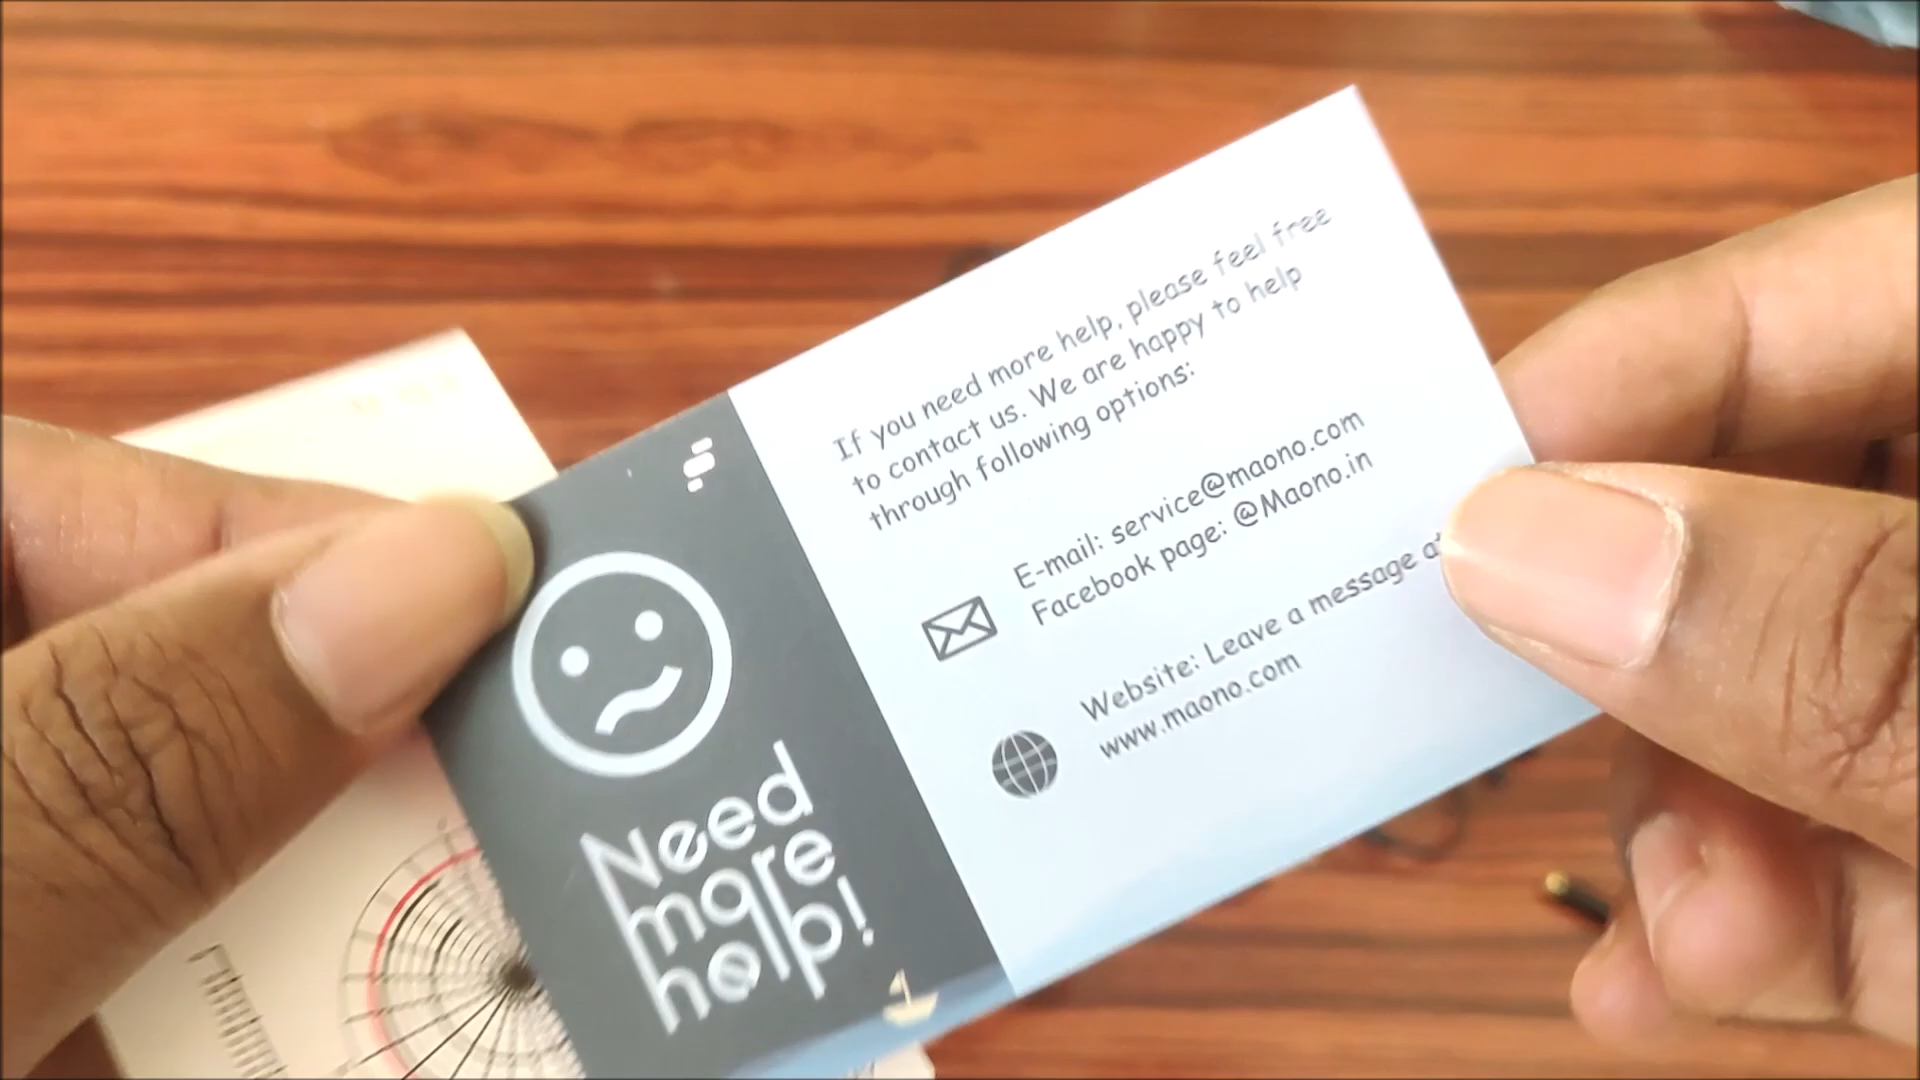 If you need more help, please feel free
to contact us. We are happy to help
through following options:
E-mail: service@maono.com
Facebook page: @Maono.in
Website: Leave a message at
www.maono.com
Need
more
help!